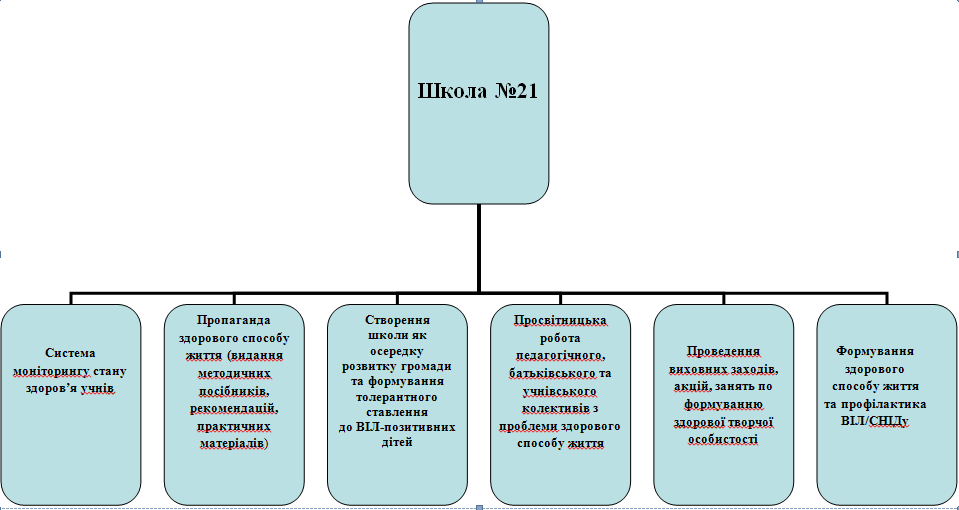 Школа №21
Система
моніторингу стану
здоров’я учнів
Пропаганда
здорового способу
життя (видання
методичних
посібників,
рекомендацій,
практичних
матеріалів)
Створення
школи як
осередку
розвитку громади
та формування
толерантного
ставлення
до ВІЛ-позитивних
дітей
Просвітницька
робота
педагогічного,
батьківського та
учнівського
колективів з
проблеми здорового
способу життя
Проведення
виховних заходів,
акцій, занять по
формуванню
здорової творчої
особистості
Формування
здорового
способу життя
та профілактика
ВІЛ/СНІДу